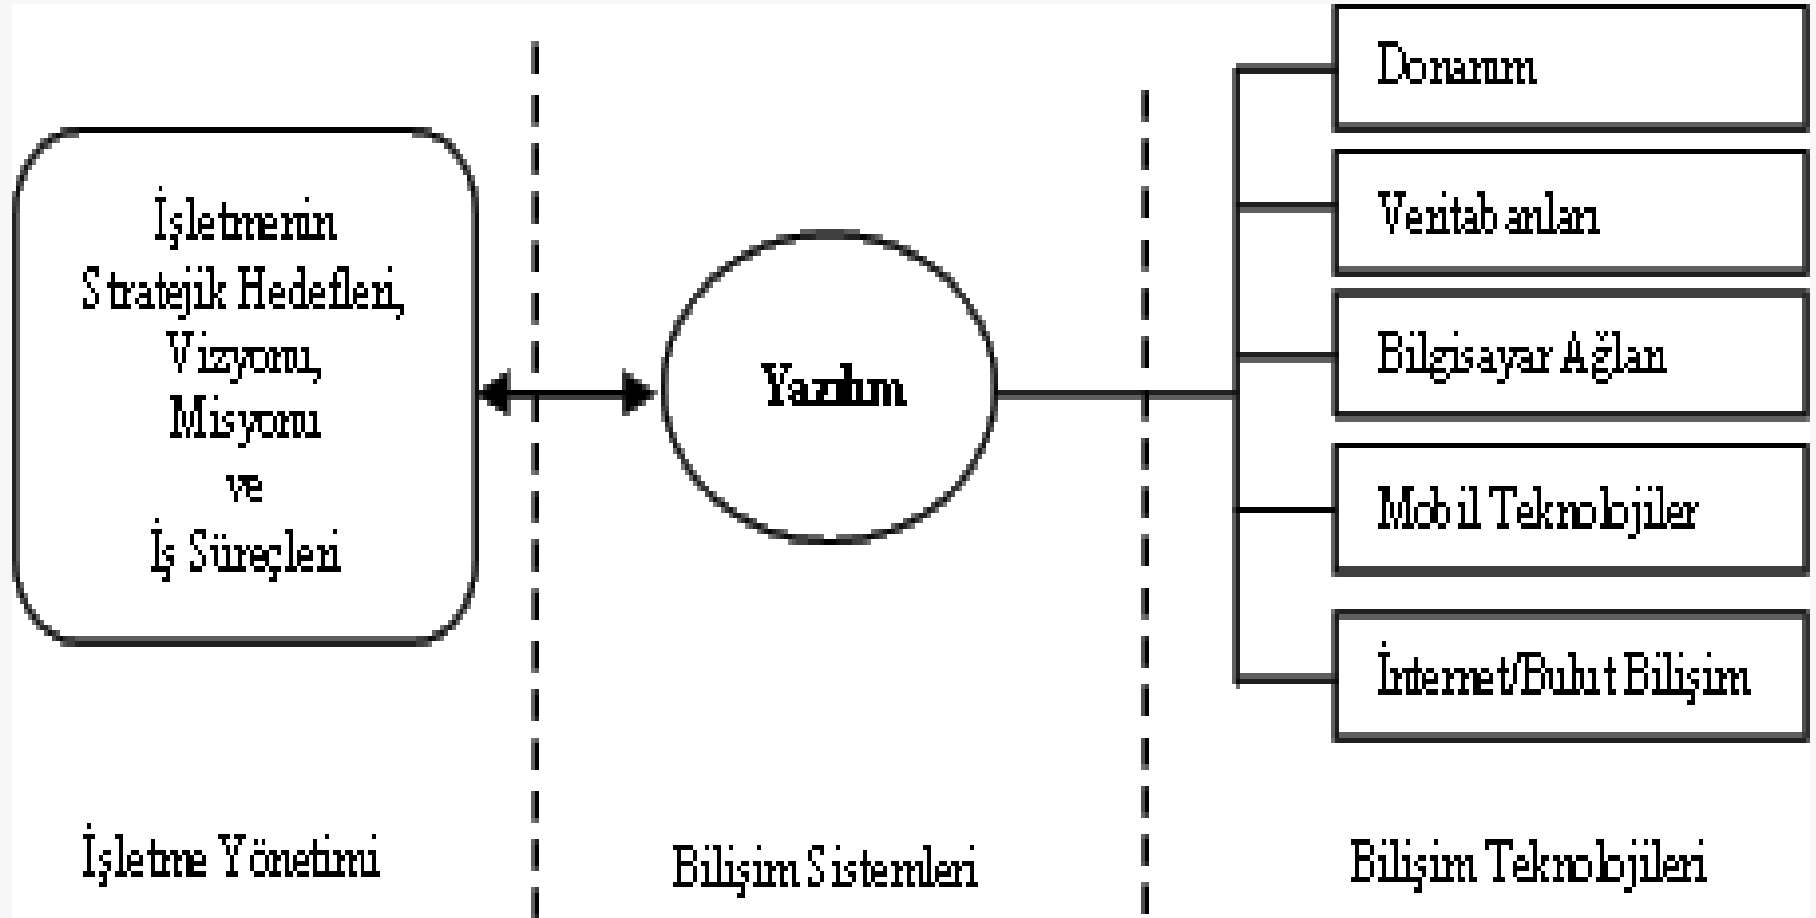 İşletmenin
Stratejik Hedefleri,
Vizyonu,
Misyonu
ve
İş Süreçleri
Yazılım
Donanım
Veritabanları
Bilgisayar Ağları
Mobil Teknolojiler
İnternet/Bulut Bilişim
İşletme Yönetimi
Bilişim Sistemleri
Bilişim Teknolojileri